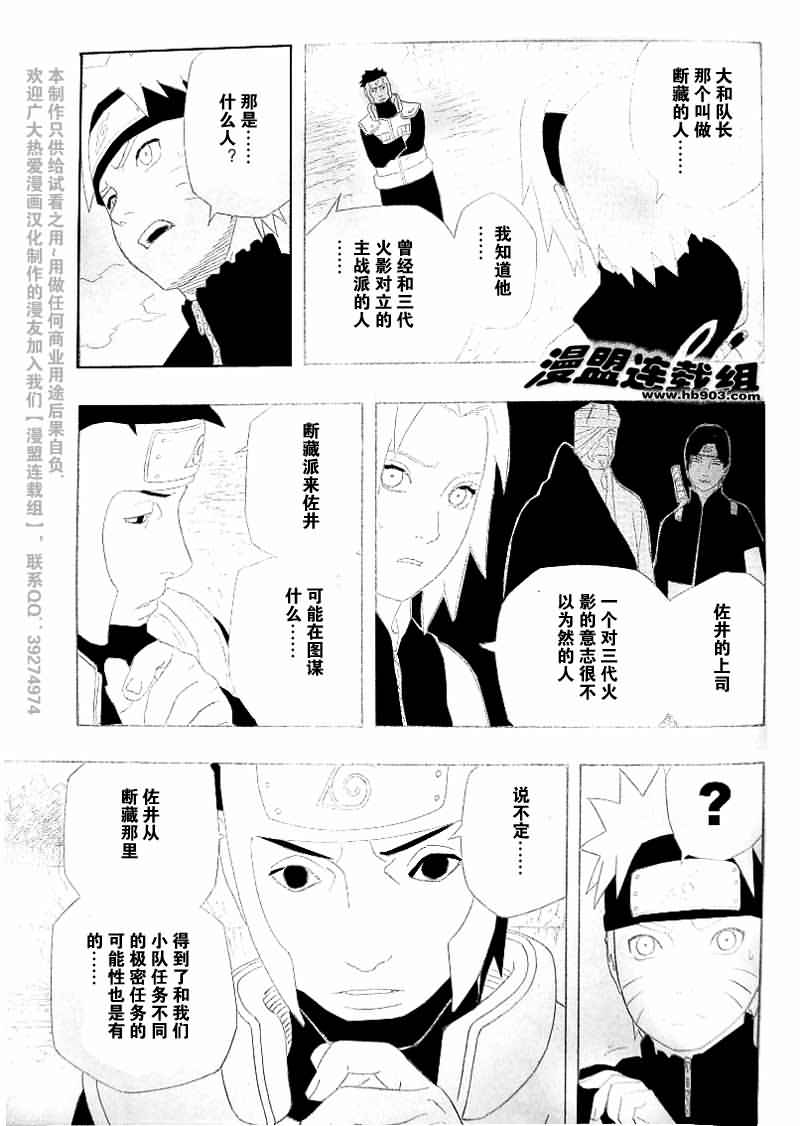 大和队长
那个叫做
断藏的人……
我知道他
……
曾经和三代
火影对立的
主战派的人
……
那是……
什么人？
漫盟连载组
www.hb903.com
佐井的上司
一个对三代火
影的意志很不
以为然的人
断藏派来佐井
可能在图谋
什么……
？
说不定……
佐井从
断藏那里
得到了和我们
小队任务不同
的极密任务的
可能性也是有
的……
本制作只供给试看之用~用做任何商业用途后果自负.
欢迎广大热爱漫画汉化制作的漫友加入我们【漫盟连载组】，联系QQ：39274974